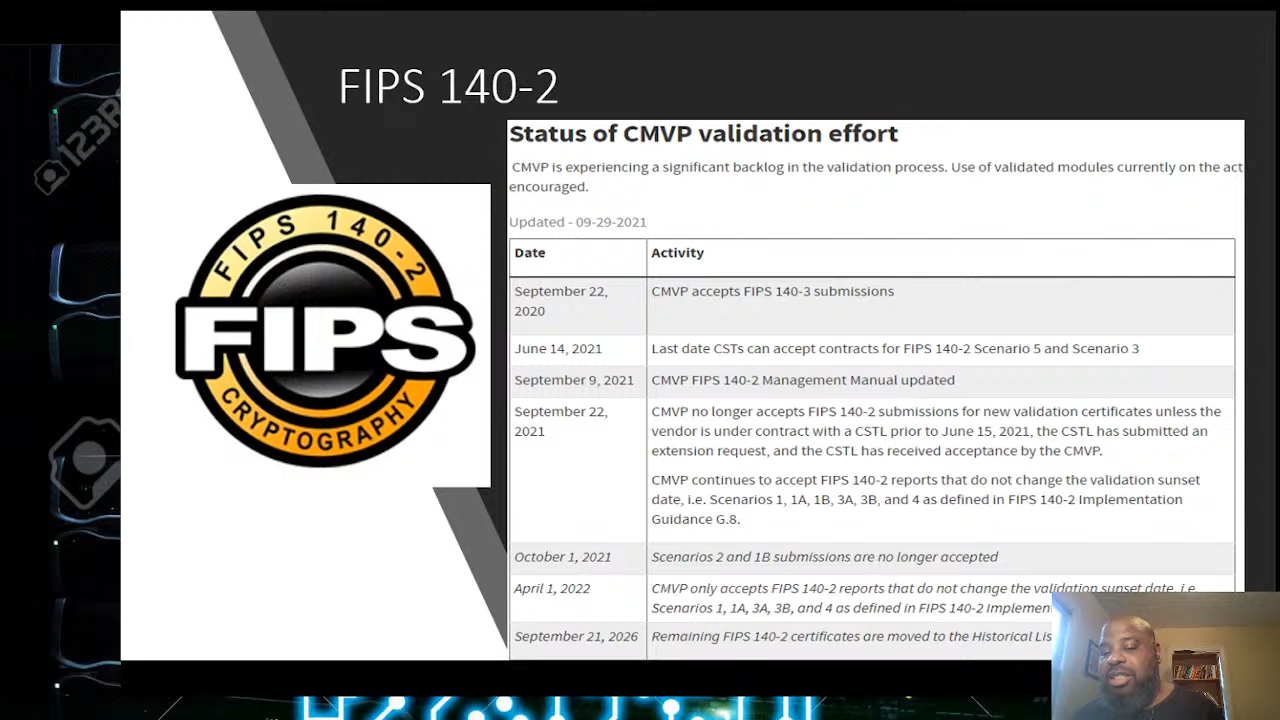 FIPS 140-2
Status of CMVP validation effort
CMVP is experiencing a significant backlog in the validation process. Use of validated modules currently on the act
encouraged.
Updated - 09-29-2021
Date Activity
September 22, CMVP accepts FIPS 140-3 submissions
2020
June 14, 2021 Last date CSTs can accept contracts for FIPS 140-2 Scenario 5 and Scenario 3
September 9, 2021 CMVP FIPS 140-2 Management Manual updated
September 22, CMVP no longer accepts FIPS 140-2 submissions for new validation certificates unless the
2021 vendor is under contract with a CSTL prior to June 15, 2021, the CSTL has submitted an
extension request, and the CSTL has received acceptance by the CMVP.
CMVP continues to accept FIPS 140-2 reports that do not change the validation sunset
date, i.e. Scenarios 1, 1A, 1B, 3A, 3B, and 4 as defined in FIPS 140-2 Implementation
Guidance G.8.
October 1, 2021 Scenarios 2 and 1B submissions are no longer accepted
April 1, 2022 CMVP only accepts FIPS 140-2 reports that do not change the validation sunset date, i.e
Scenarios 1, 1A, 3A, 3B, and 4 as defined in FIPS 140-2 Implemen
September 21, 2026 Remaining FIPS 140-2 certificates are moved to the Historical Lis
FIPS 140-2
FIPS
CRYPTOGRAPHY